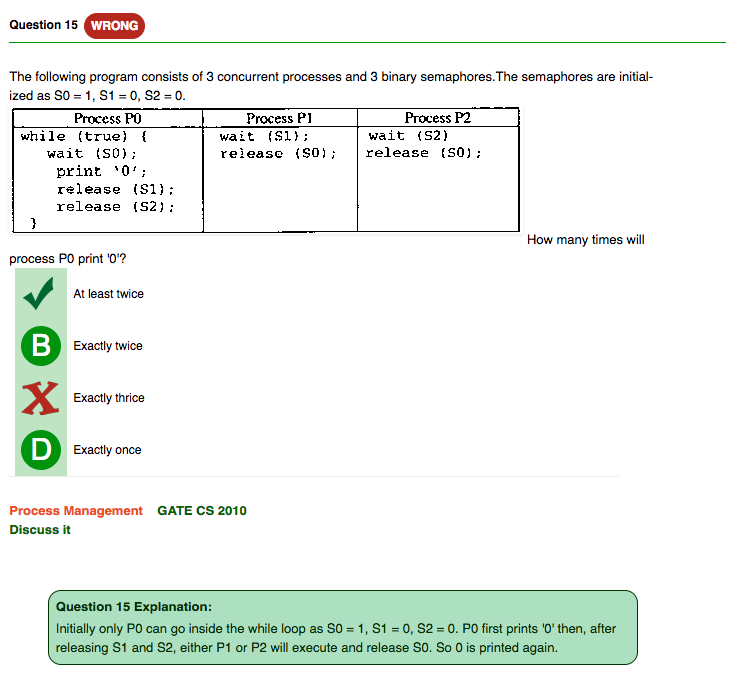 Question 15 WRONG
The following program consists of 3 concurrent processes and 3 binary semaphores.The semaphores are initial-
ized as S0 = 1, S1 = 0, S2 = 0.
Process P0 Process P1 Process P2
while (true) { wait (S1); wait (S2)
wait (S0); release (S0); release (S0);
print '0';
release (S1);
release (S2);
}
How many times will
process P0 print '0'?
At least twice
B Exactly twice
X Exactly thrice
D Exactly once
Process Management GATE CS 2010
Discuss it
Question 15 Explanation:
Initially only P0 can go inside the while loop as S0 = 1, S1 = 0, S2 = 0. P0 first prints '0' then, after
releasing S1 and S2, either P1 or P2 will execute and release S0. So 0 is printed again.